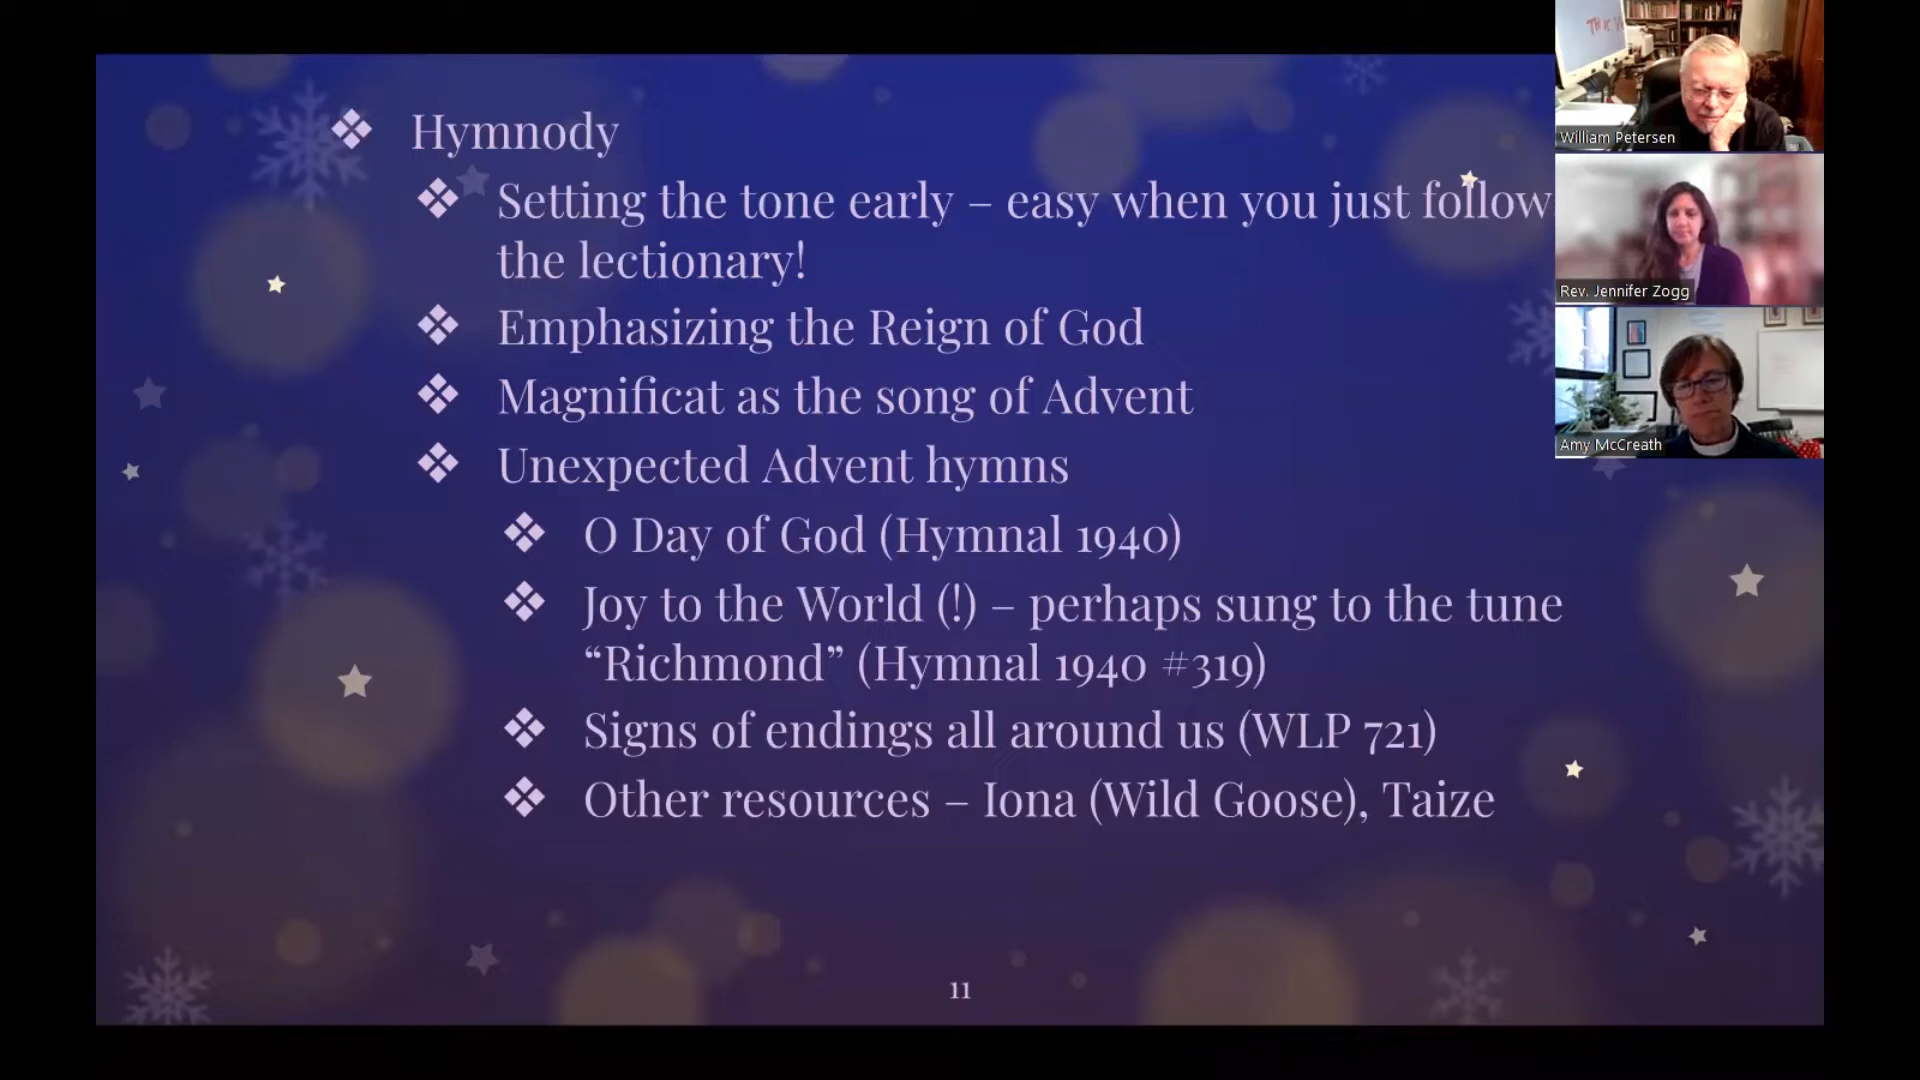 Hymnody
Setting the tone early – easy when you just follow
the lectionary!
Emphasizing the Reign of God
Magnificat as the song of Advent
Unexpected Advent hymns
O Day of God (Hymnal 1940)
Joy to the World (!) – perhaps sung to the tune
“Richmond” (Hymnal 1940 #319)
Signs of endings all around us (WLP 721)
Other resources – Iona (Wild Goose), Taize
11
William Petersen
Rev. Jennifer Zogg
Amy McCreath